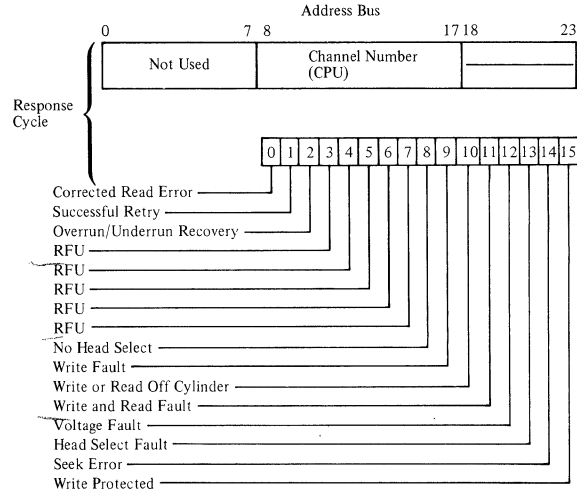 Address Bus
0 7 8 17 18 23
Not Used
Channel Number
(CPU)
Response
Cycle
0 1 2 3 4 5 6 7 8 9 10 11 12 13 14 15
Corrected Read Error
Successful Retry
Overrun/Underrun Recovery
RFU
RFU
RFU
RFU
RFU
No Head Select
Write Fault
Write or Read Off Cylinder
Write and Read Fault
Voltage Fault
Head Select Fault
Seek Error
Write Protected